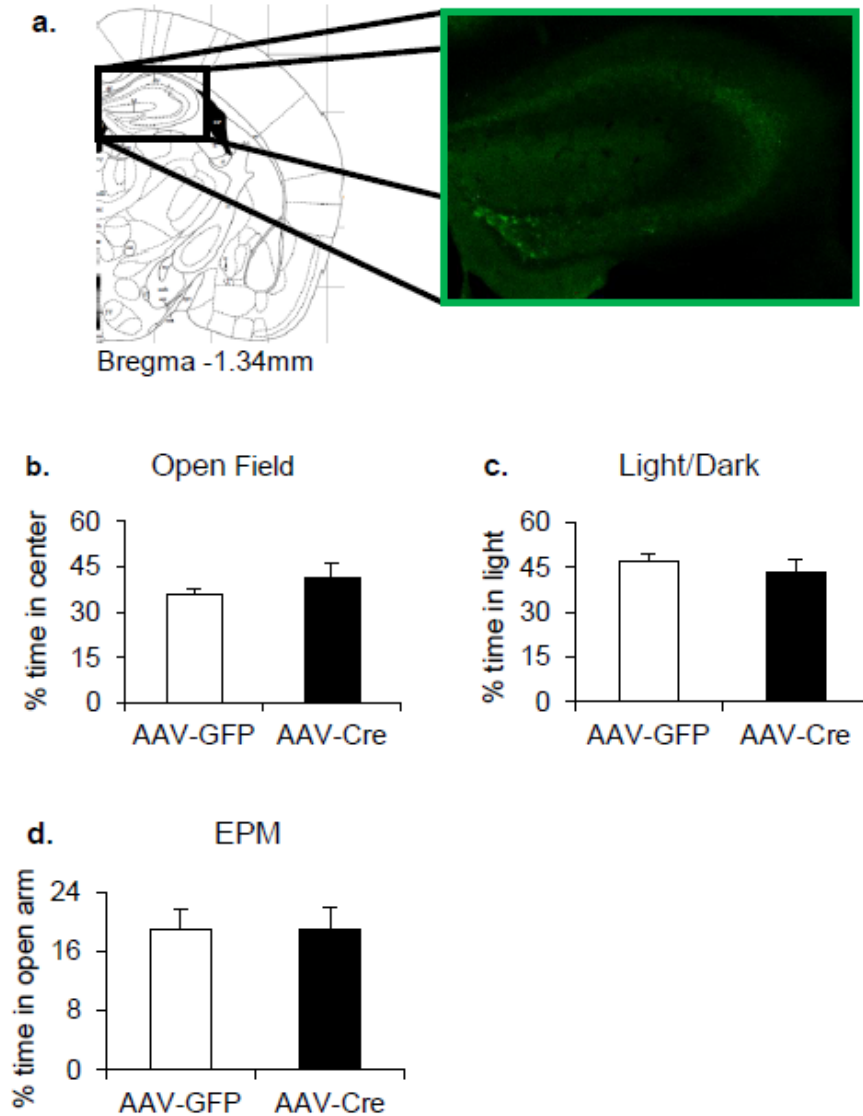 a.
Bregma -1.34mm
b.
Open Field
% time in center
60
45
30
15
0
AAV-GFP
AAV-Cre
c.
Light/Dark
% time in light
60
45
30
15
0
AAV-GFP
AAV-Cre
d.
EPM
% time in open arm
24
16
8
0
AAV-GFP
AAV-Cre